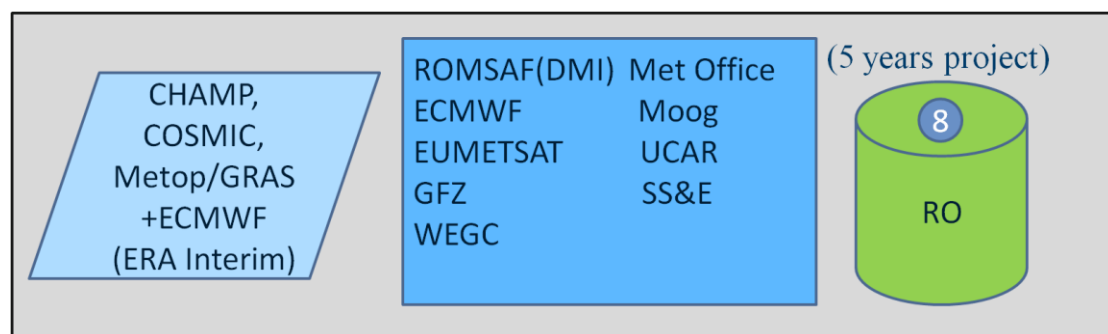 CHAMP,
COSMIC,
Metop/GRAS
+ECMWF
(ERA Interim)
ROMSAF(DMI) Met Office
ECMWF Moog
EUMETSAT UCAR
GFZ SS&E
WEGC
(5 years project)
8
RO